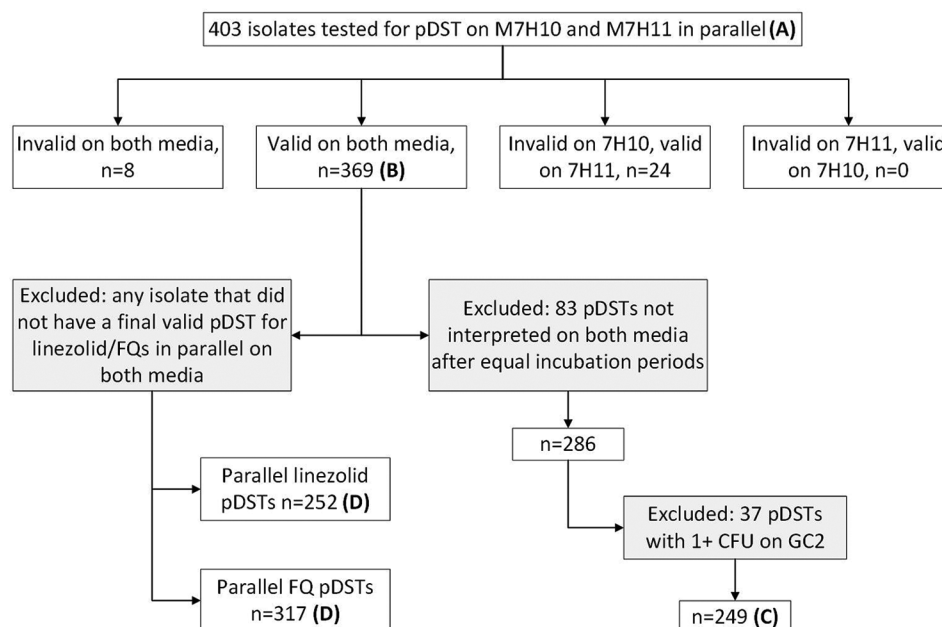 403 isolates tested for pDST on M7H10 and M7H11 in parallel (A)
Invalid on both media,
n=8
Valid on both media,
n=369 (B)
Invalid on 7H10, valid
on 7H11, n=24
Invalid on 7H11, valid
on 7H10, n=0
Excluded: any isolate that did
not have a final valid pDST for
linezolid/FQs in parallel on
both media
Excluded: 83 pDSTs not
interpreted on both media
after equal incubation periods
n=286
Parallel linezolid
pDSTs n=252 (D)
Excluded: 37 pDSTs
with 1+ CFU on GC2
Parallel FQ pDSTs
n=317 (D)
n=249 (C)